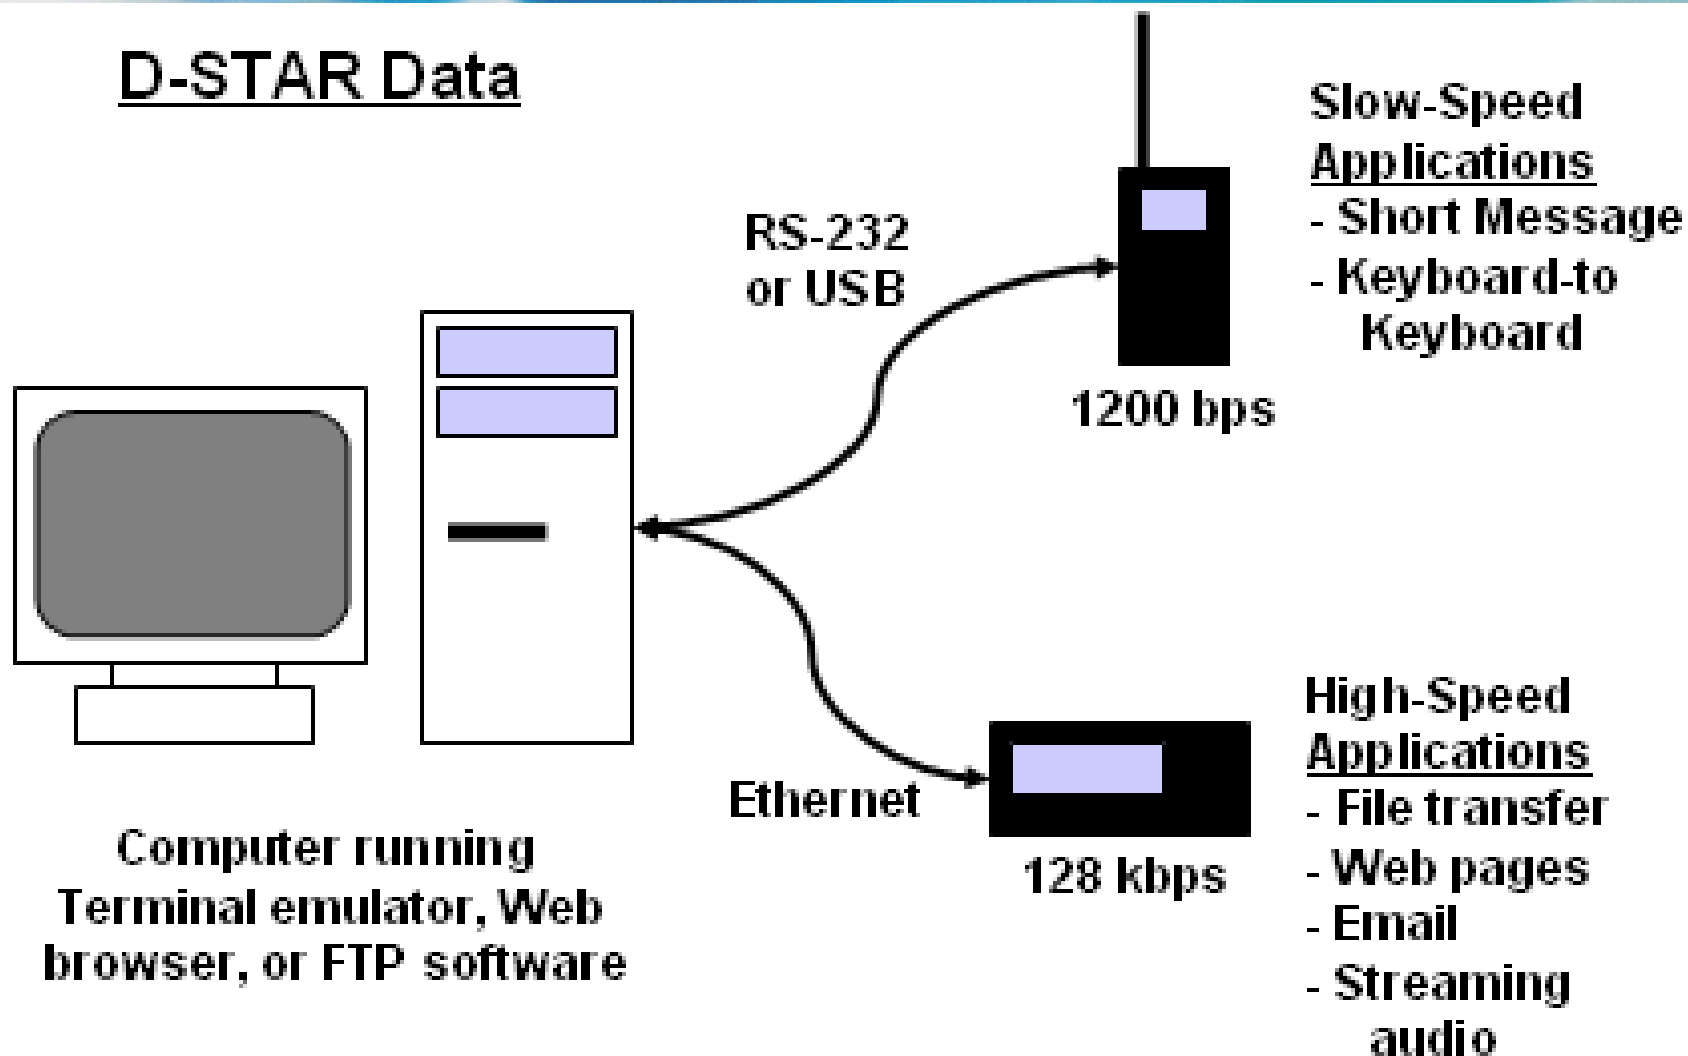 D-STAR Data
Slow-Speed
Applications
- Short Message
- Keyboard-to
Keyboard
RS-232
or USB
1200 bps
Ethernet
128 kbps
High-Speed
Applications
- File transfer
- Web pages
- Email
- Streaming
audio
Computer running
Terminal emulator, Web
browser, or FTP software